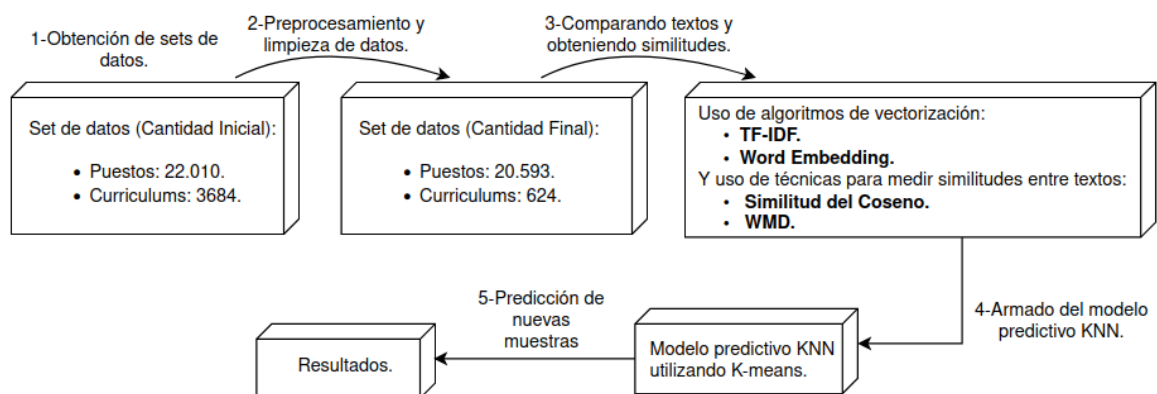 1-Obtención de sets de
datos.
2-Preprocesamiento y
limpieza de datos.
3-Comparando textos y
obteniendo similitudes.
Set de datos (Cantidad Inicial):
• Puestos: 22.010.
• Curriculums: 3684.
Set de datos (Cantidad Final):
• Puestos: 20.593.
• Curriculums: 624.
Uso de algoritmos de vectorización:
• TF-IDF.
• Word Embedding.
Y uso de técnicas para medir similitudes entre textos:
• Similitud del Coseno.
• WMD.
4-Armado del modelo
predictivo KNN.
Modelo predictivo KNN
utilizando K-means.
5-Predicción de
nuevas
muestras
Resultados.